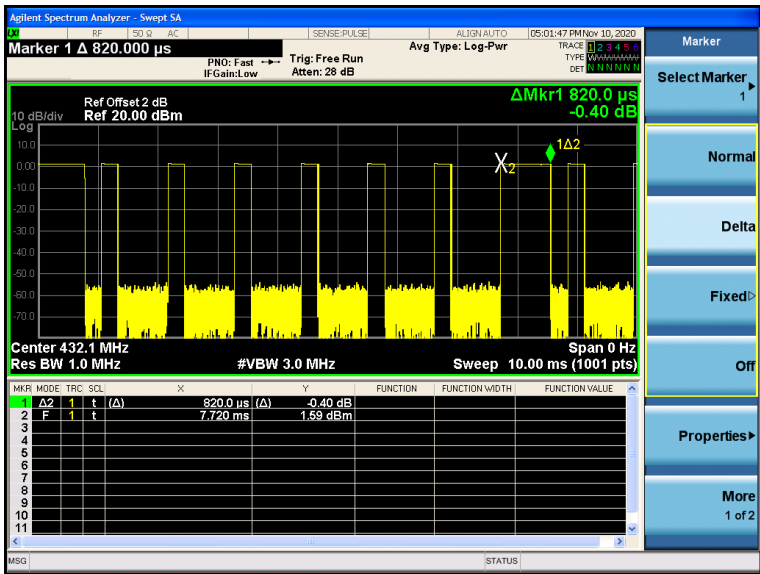 Agilent Spectrum Analyzer - Swept SA
LXI RF 50 Ω AC SENSE:PULSE ALIGNAUTO 05:01:47 PM Nov 10, 2020
Marker 1 Δ 820.000 µs
PNO: Fast
IFGain:Low
Trig: Free Run
Atten: 28 dB
Avg Type: Log-Pwr
TRACE 1 2 3 4 5 6
TYPE
DET N N N N N N
ΔMkr1 820.0 µs
-0.40 dB
Ref Offset 2 dB
Ref 20.00 dBm
10 dB/div
Log
10.0
0.00
-10.0
-20.0
-30.0
-40.0
-50.0
-60.0
-70.0
1Δ2
X2
Center 432.1 MHz
Span 0 Hz
Res BW 1.0 MHz
#VBW 3.0 MHz
Sweep 10.00 ms (1001 pts)
MKR MODE TRC SCL X Y FUNCTION FUNCTION WIDTH FUNCTION VALUE
1 Δ2 1 t (Δ) 820.0 µs (Δ) -0.40 dB
2 F 1 t 7.720 ms 1.59 dBm
3
4
5
6
7
8
9
10
11
MSG
STATUS
Marker
Select Marker
1
Normal
Delta
Fixed
Off
Properties
More
1 of 2